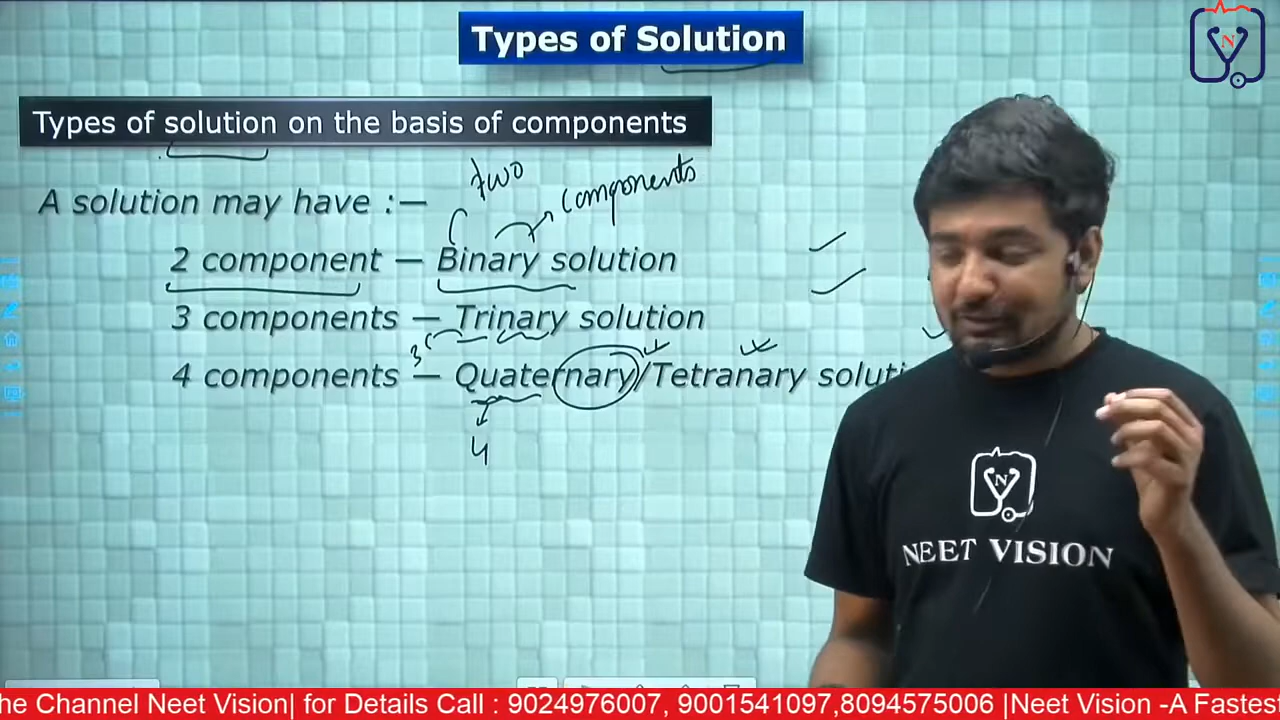 Types of Solution
N
Types of solution on the basis of components
two
components
A solution may have :—
2 component — Binary solution
3 components — Trinary solution
3
4 components — Quaternary/Tetranary soluti
4
N
NEET VISION
he Channel Neet Vision| for Details Call : 9024976007, 9001541097,8094575006 |Neet Vision -A Fastes